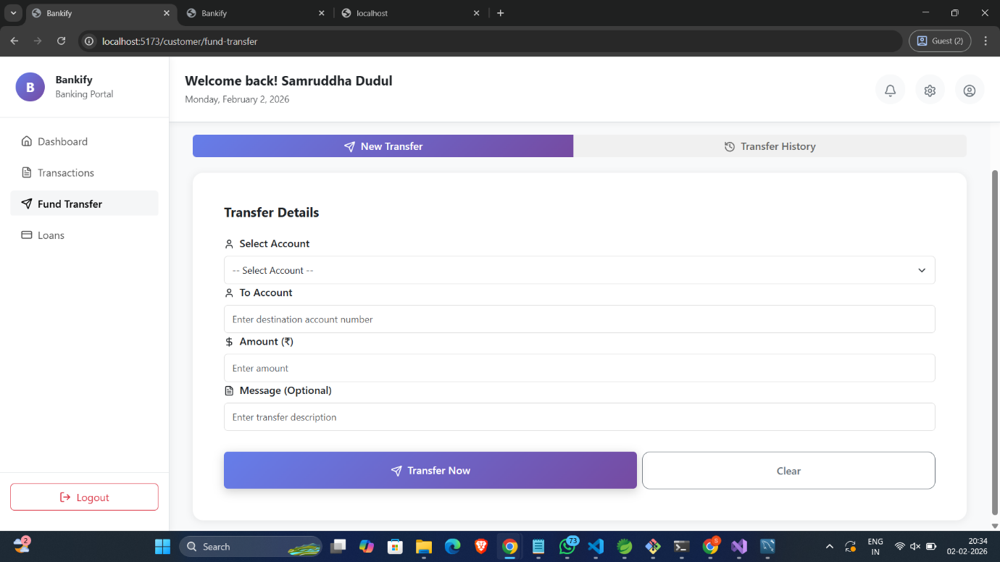 Bankify
Bankify
localhost
localhost:5173/customer/fund-transfer
Guest (2)
B
Bankify
Banking Portal
Welcome back! Samruddha Dudul
Monday, February 2, 2026
Dashboard
Transactions
Fund Transfer
Loans
Logout
New Transfer
Transfer History
Transfer Details
Select Account
-- Select Account --
To Account
Enter destination account number
$ Amount (₹)
Enter amount
Message (Optional)
Enter transfer description
Transfer Now
Clear
2
Search
73
8
ENG
IN
20:34
02-02-2026